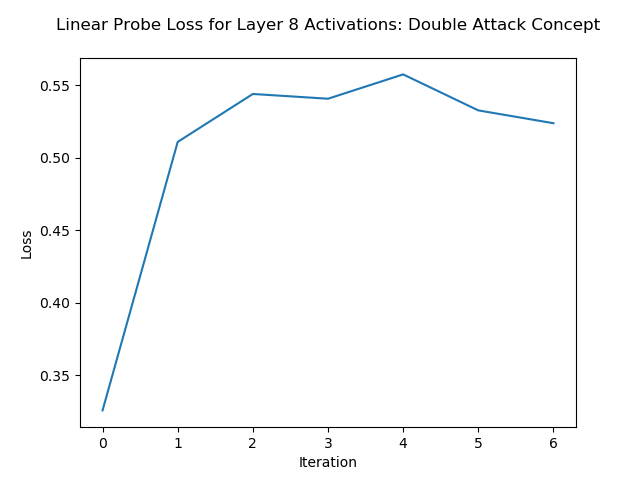 Linear Probe Loss for Layer 8 Activations: Double Attack Concept
0.55
0.50
0.45
0.40
0.35
Loss
0 1 2 3 4 5 6
Iteration